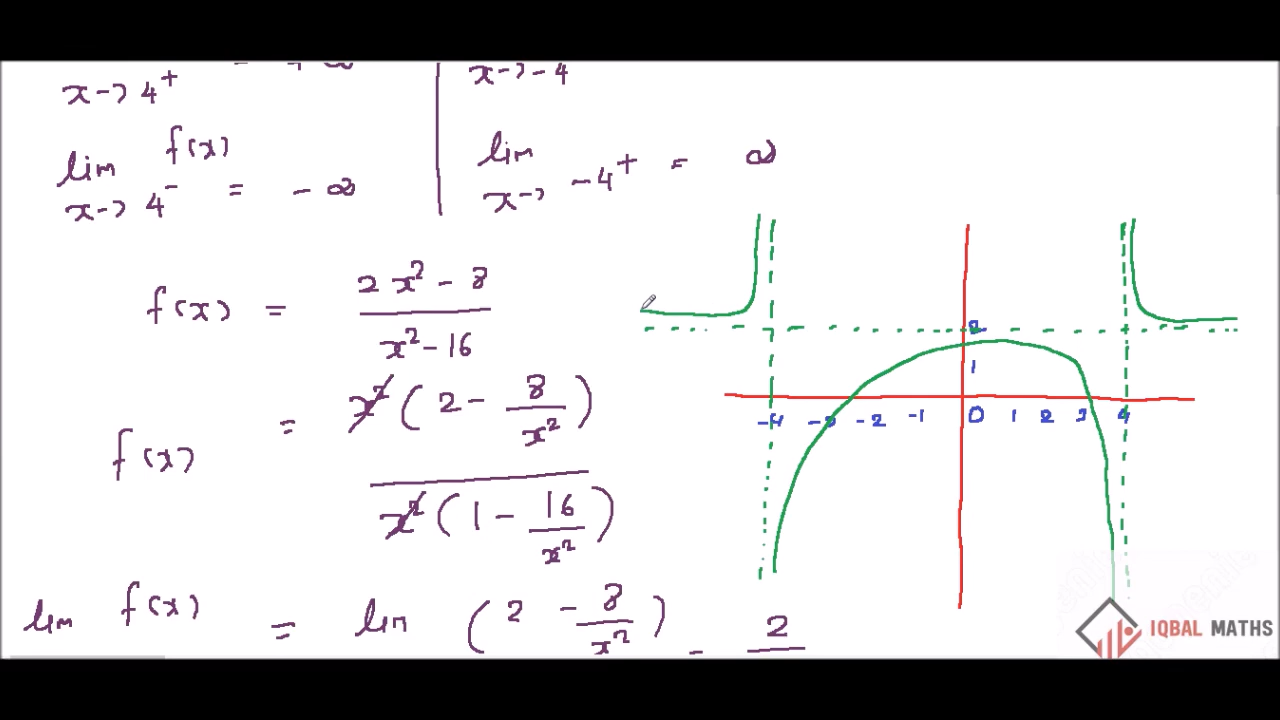 x→4⁺ = +∞
x→-4
lim f(x)
x→4⁻ = -∞
lim
x→ -4⁺ = ∞
f(x) = 2x² - 8
x² - 16
f(x) = x² (2 - 8/x²)
x² (1 - 16/x²)
lim f(x) = lim (2 - 8/x²) = 2
2
1
-4 -3 -2 -1 0 1 2 3 4
IQBAL MATHS